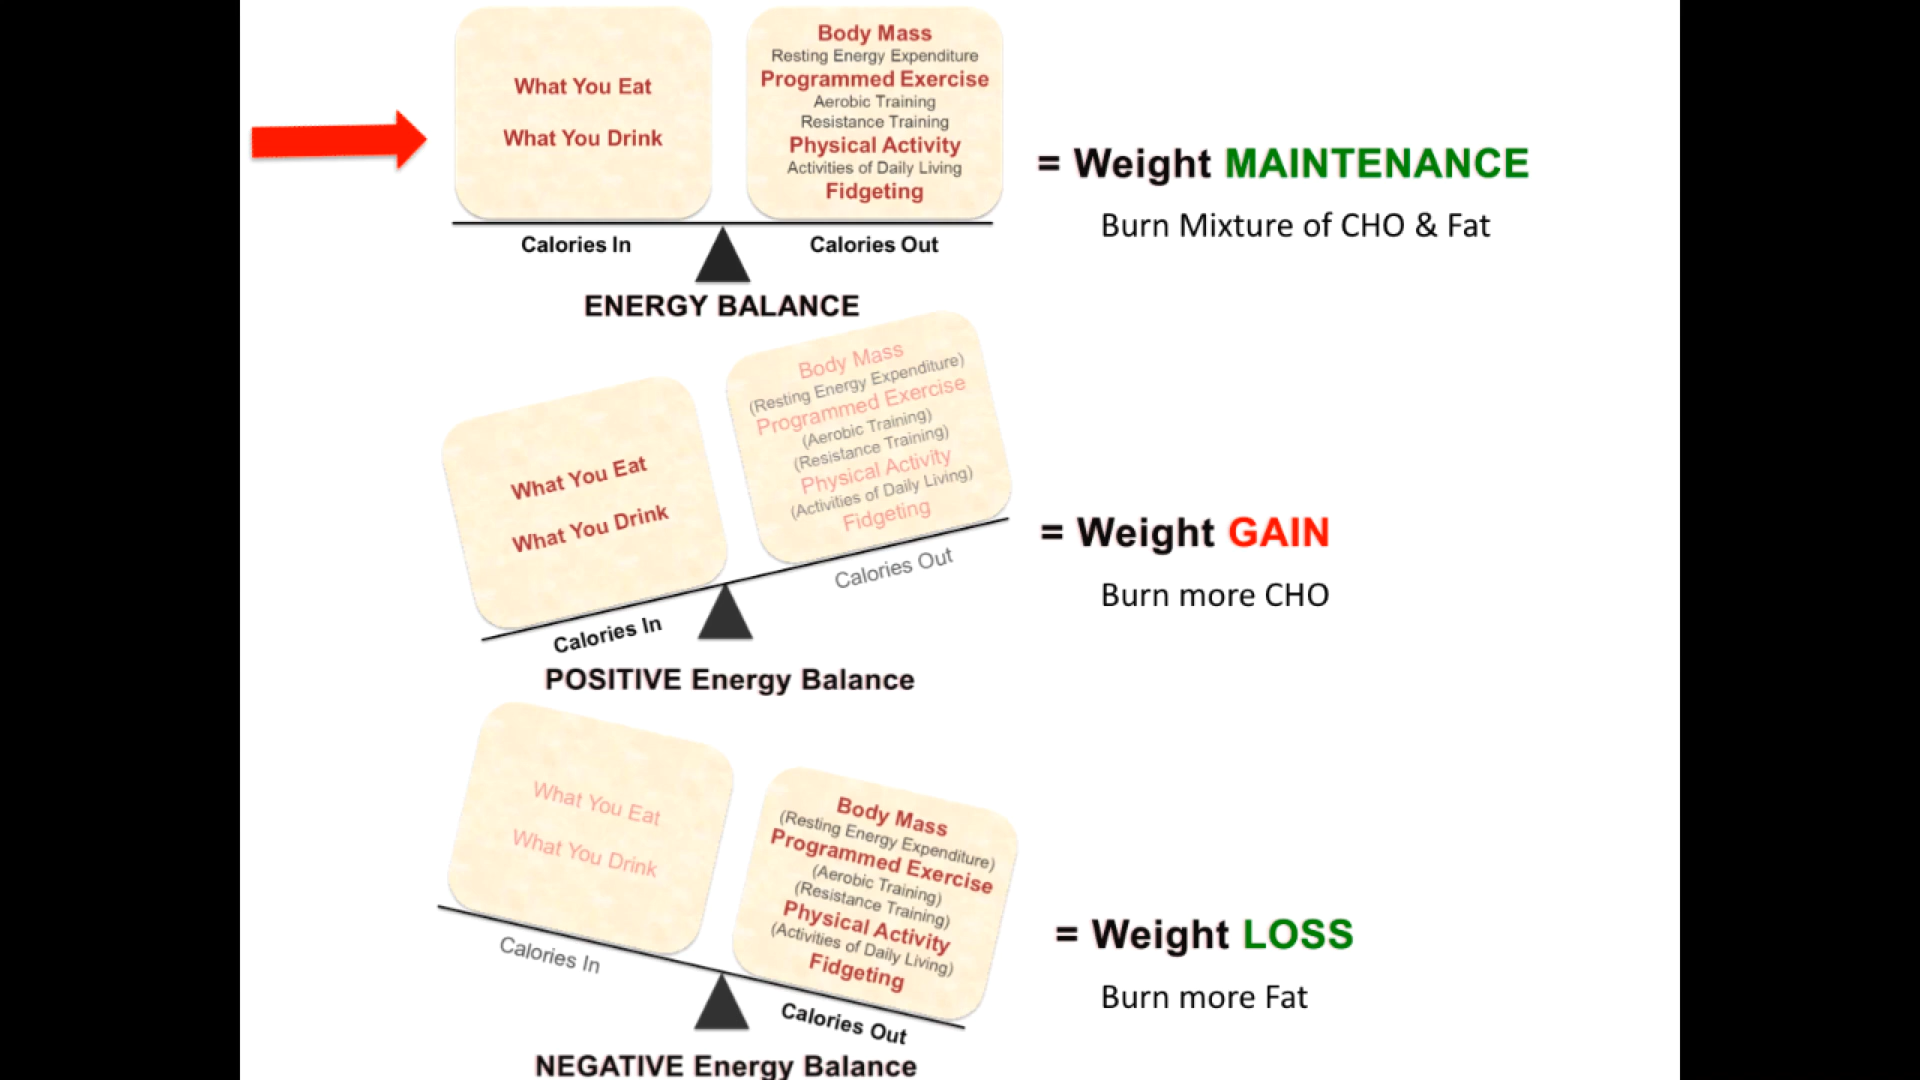 What You Eat
What You Drink
Body Mass
Resting Energy Expenditure
Programmed Exercise
Aerobic Training
Resistance Training
Physical Activity
Activities of Daily Living
Fidgeting
Calories In
Calories Out
ENERGY BALANCE
= Weight MAINTENANCE
Burn Mixture of CHO & Fat
What You Eat
What You Drink
Body Mass
(Resting Energy Expenditure)
Programmed Exercise
(Aerobic Training)
(Resistance Training)
Physical Activity
(Activities of Daily Living)
Fidgeting
Calories In
Calories Out
POSITIVE Energy Balance
= Weight GAIN
Burn more CHO
What You Eat
What You Drink
Body Mass
(Resting Energy Expenditure)
Programmed Exercise
(Aerobic Training)
(Resistance Training)
Physical Activity
(Activities of Daily Living)
Fidgeting
Calories In
Calories Out
NEGATIVE Energy Balance
= Weight LOSS
Burn more Fat